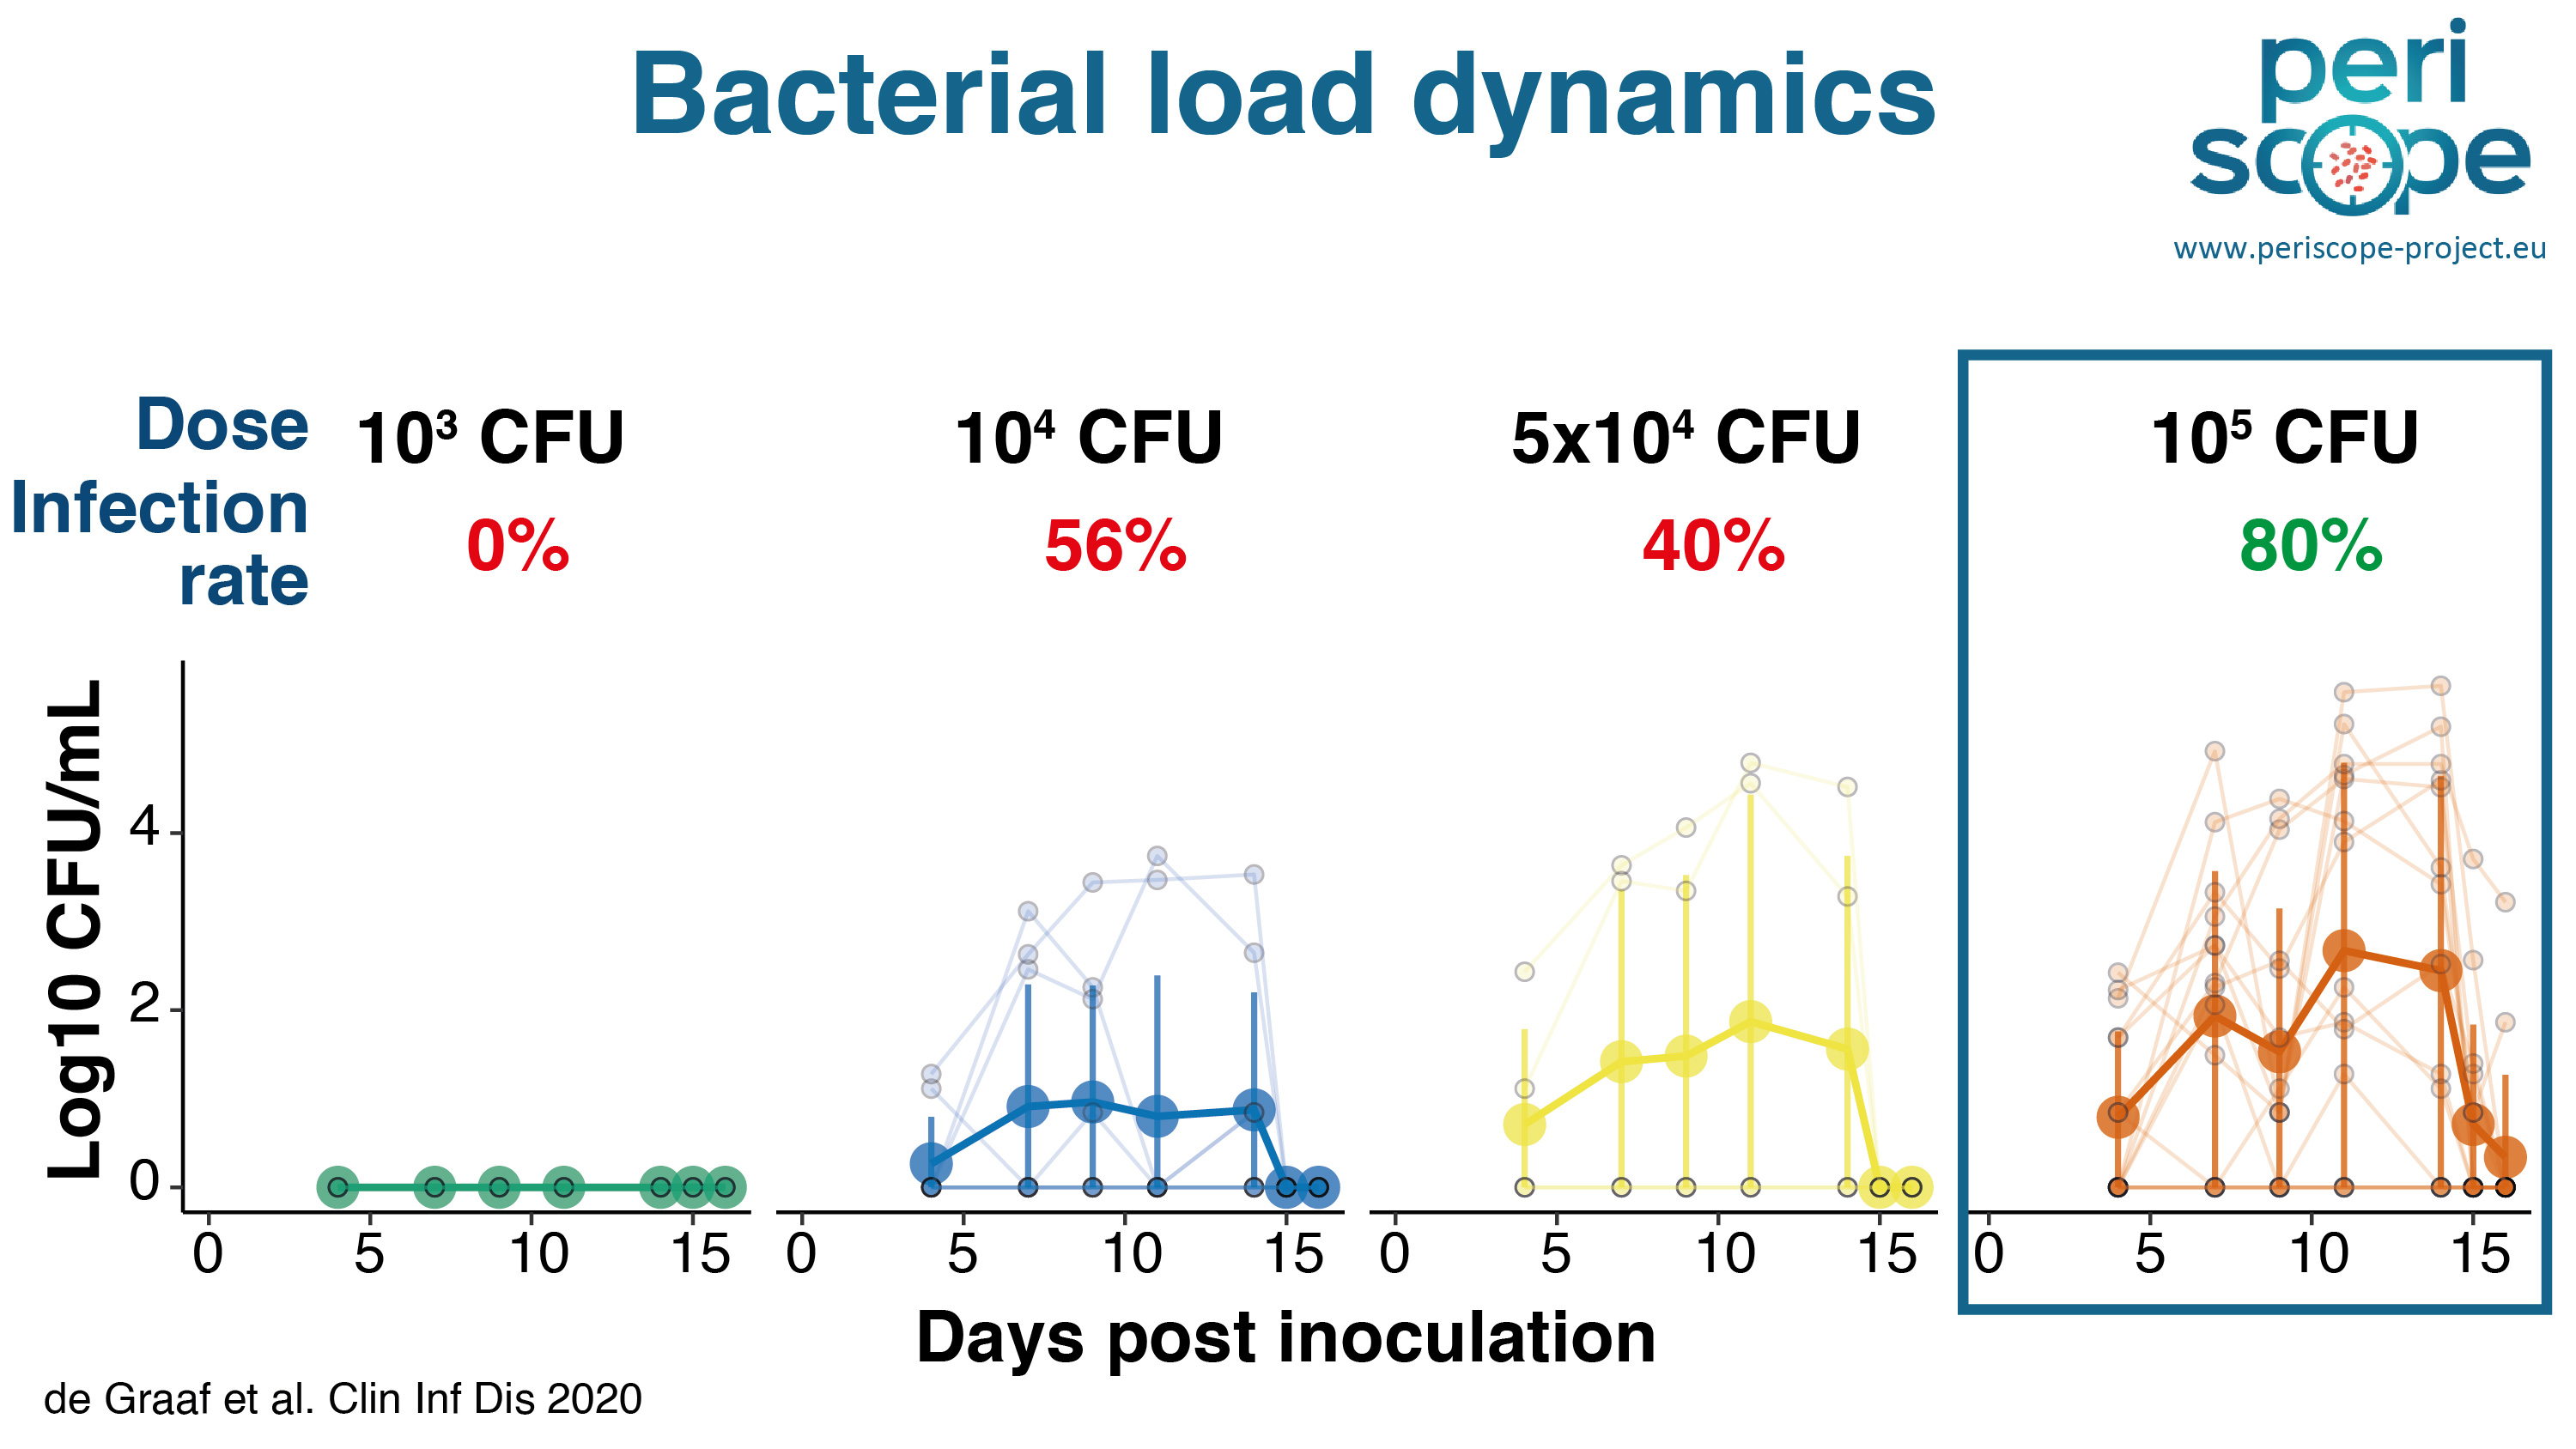 Bacterial load dynamics
peri
scope
www.periscope-project.eu
Dose
10³ CFU
10⁴ CFU
5x10⁴ CFU
10⁵ CFU
Infection
rate
0%
56%
40%
80%
Log10 CFU/mL
4
2
0
0 5 10 15
0 5 10 15
0 5 10 15
0 5 10 15
Days post inoculation
de Graaf et al. Clin Inf Dis 2020